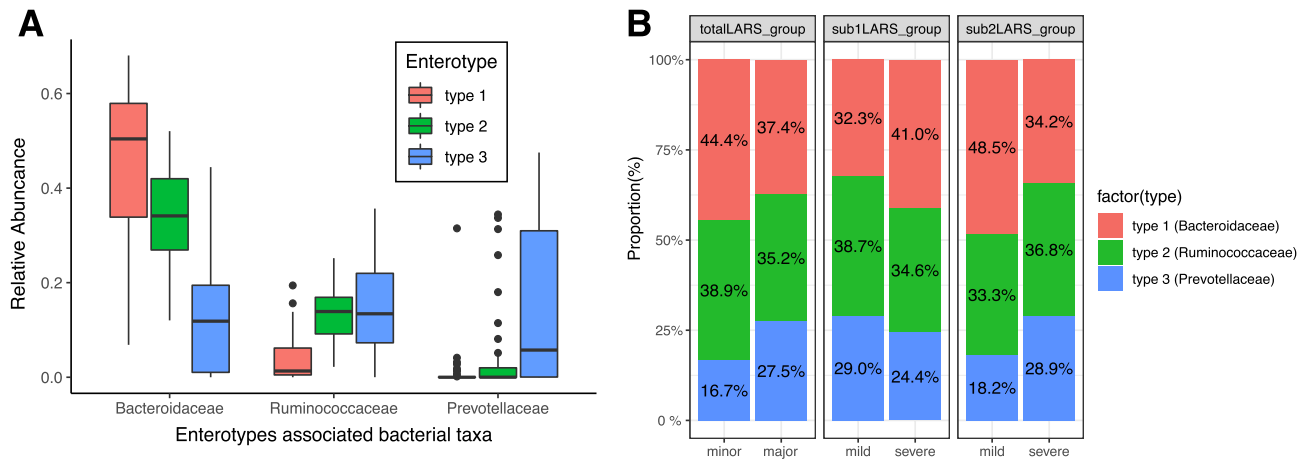 A
Enterotype
type 1
type 2
type 3
Relative Abuncance
0.6
0.4
0.2
0.0
Bacteroidaceae Ruminococcaceae Prevotellaceae
Enterotypes associated bacterial taxa
B
totalLARS_group sub1LARS_group sub2LARS_group
Proportion(%)
100%
75%
50%
25%
0 %
44.4% 37.4% 32.3% 41.0% 48.5% 34.2%
38.9% 35.2% 38.7% 34.6% 33.3% 36.8%
16.7% 27.5% 29.0% 24.4% 18.2% 28.9%
minor major mild severe mild severe
factor(type)
type 1 (Bacteroidaceae)
type 2 (Ruminococcaceae)
type 3 (Prevotellaceae)